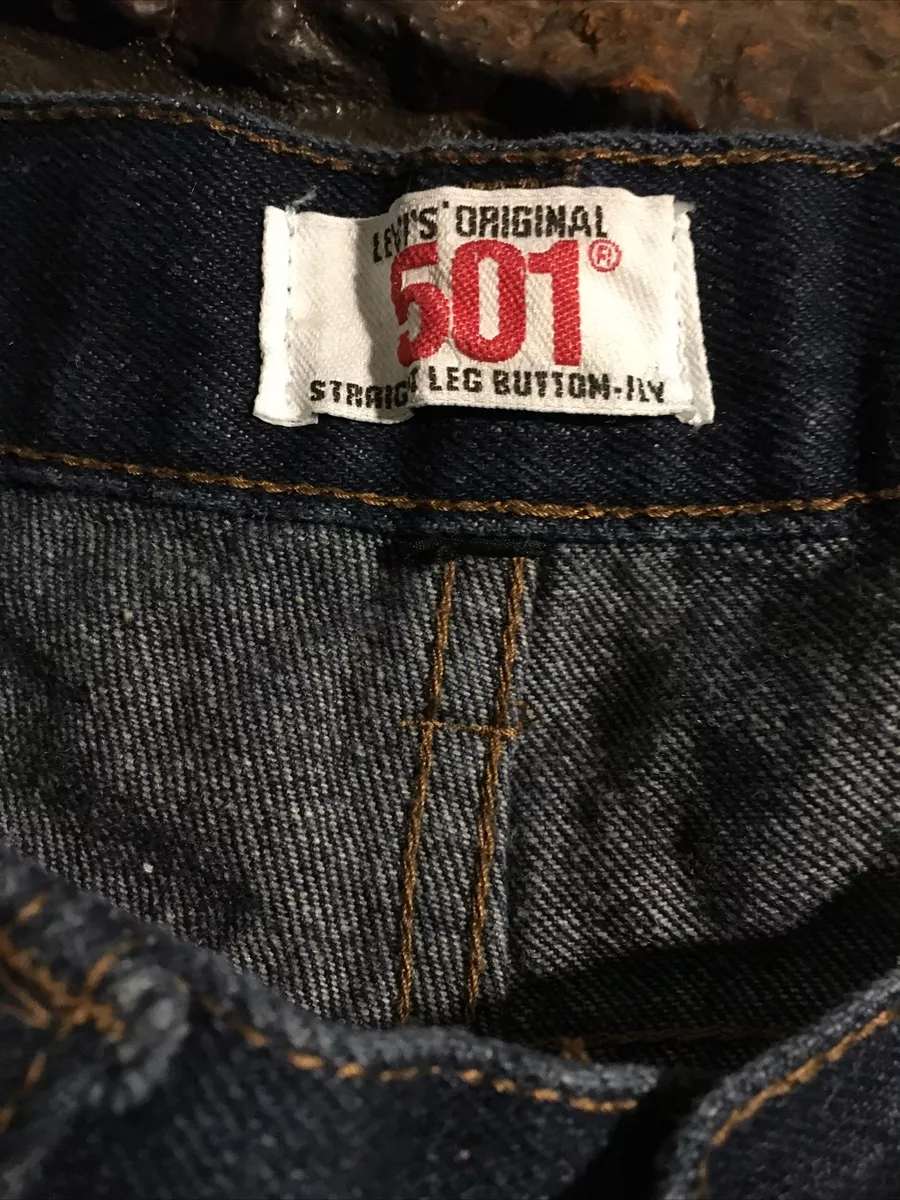 LEVI'S® ORIGINAL
501®
STRAIGHT LEG BUTTON-FLY